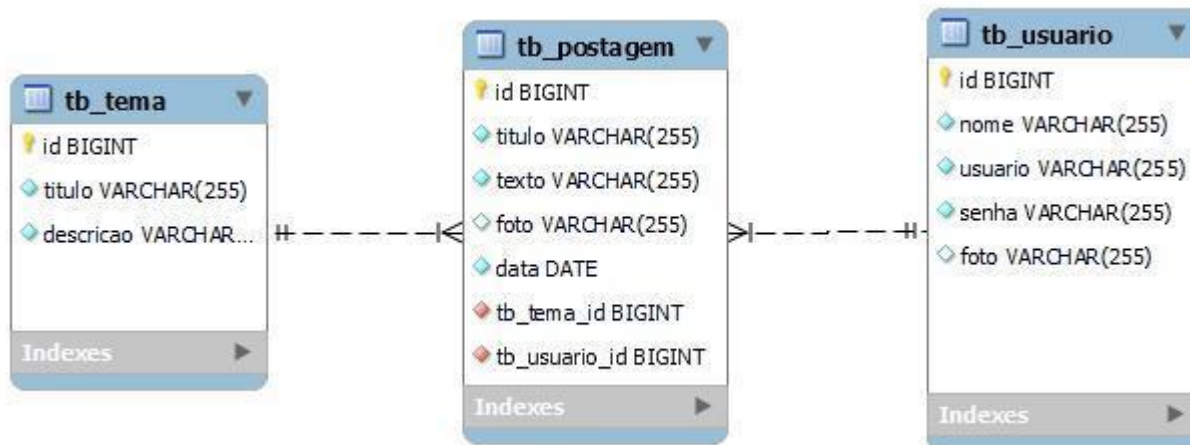 tb_tema
id BIGINT
titulo VARCHAR(255)
descricao VARCHAR...
Indexes
tb_postagem
id BIGINT
titulo VARCHAR(255)
texto VARCHAR(255)
foto VARCHAR(255)
data DATE
tb_tema_id BIGINT
tb_usuario_id BIGINT
Indexes
tb_usuario
id BIGINT
nome VARCHAR(255)
usuario VARCHAR(255)
senha VARCHAR(255)
foto VARCHAR(255)
Indexes